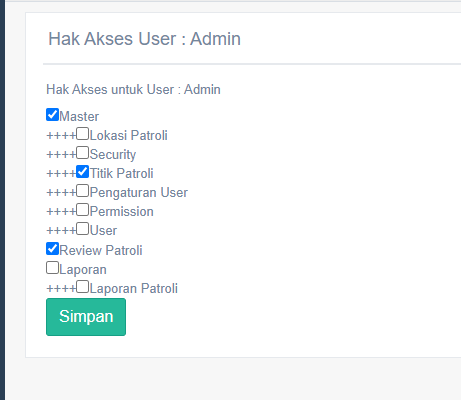 Hak Akses User : Admin
Hak Akses untuk User : Admin
Master
++++Lokasi Patroli
++++Security
++++Titik Patroli
++++Pengaturan User
++++Permission
++++User
Review Patroli
Laporan
++++Laporan Patroli
Simpan